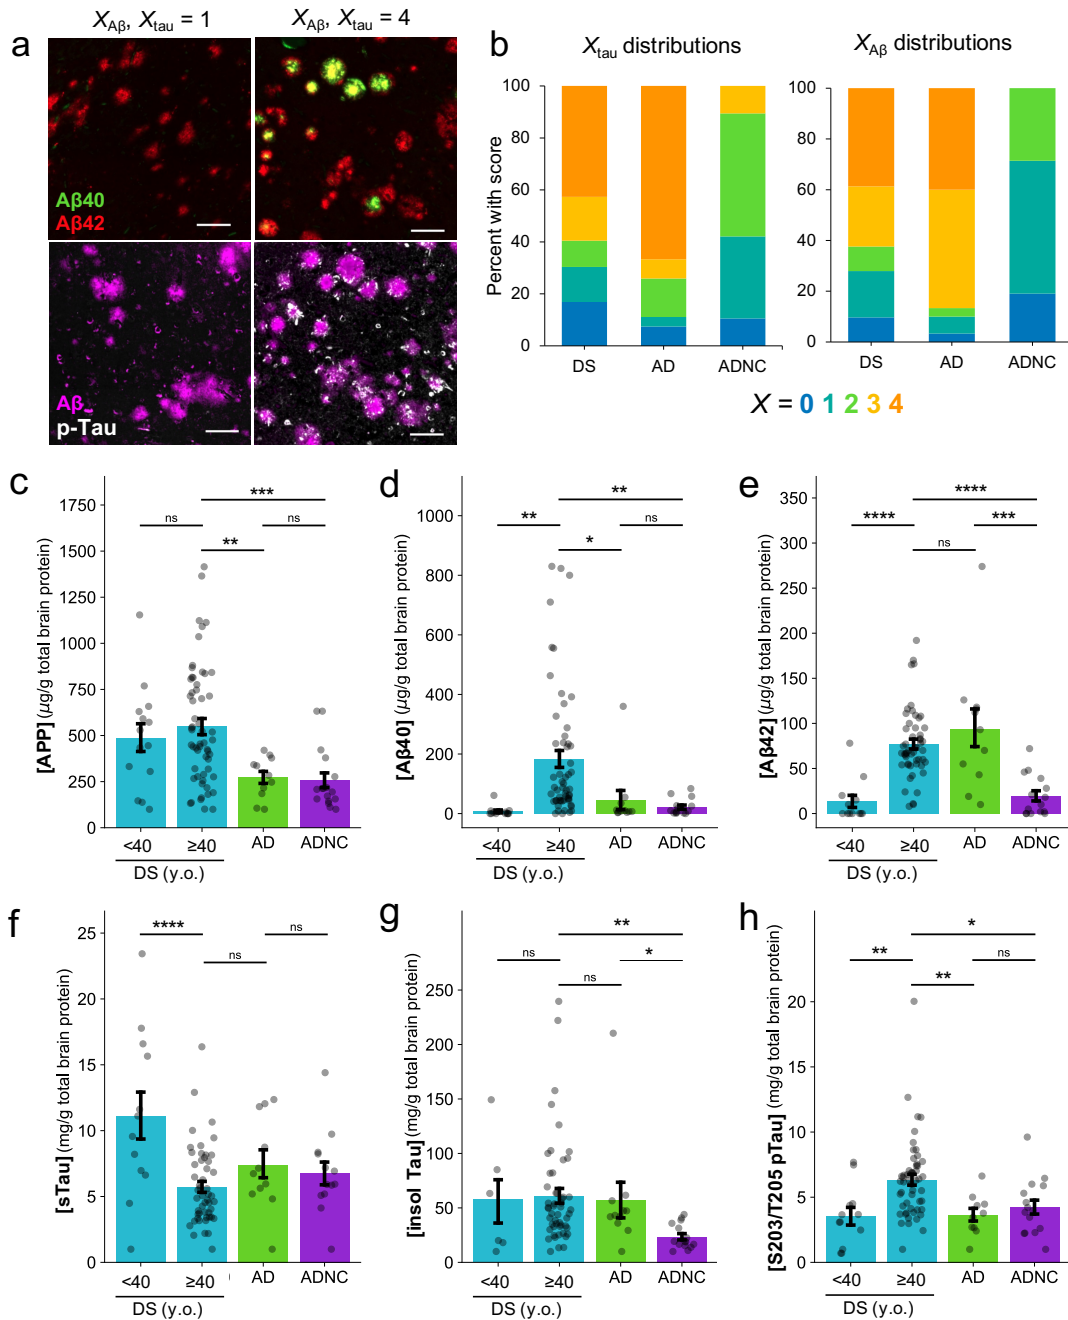 a
X_Aβ, X_tau = 1
X_Aβ, X_tau = 4
Aβ40
Aβ42
Aβ
p-Tau
b
X_tau distributions
X_Aβ distributions
Percent with score
100
80
60
40
20
0
DS
AD
ADNC
100
80
60
40
20
0
DS
AD
ADNC
X = 0 1 2 3 4
c
[APP] (μg/g total brain protein)
1750
1500
1250
1000
750
500
250
0
***
ns
ns
**
<40
≥40
AD
ADNC
DS (y.o.)
d
[Aβ40] (μg/g total brain protein)
1000
800
600
400
200
0
**
**
ns
*
<40
≥40
AD
ADNC
DS (y.o.)
e
[Aβ42] (μg/g total brain protein)
350
300
250
200
150
100
50
0
****
****
***
ns
<40
≥40
AD
ADNC
DS (y.o.)
f
[sTau] (mg/g total brain protein)
25
20
15
10
5
0
****
ns
ns
<40
≥40
AD
ADNC
DS (y.o.)
g
[insol Tau] (mg/g total brain protein)
250
200
150
100
50
0
**
ns
*
ns
<40
≥40
AD
ADNC
DS (y.o.)
h
[S203/T205 pTau] (mg/g total brain protein)
20
15
10
5
0
*
**
ns
**
<40
≥40
AD
ADNC
DS (y.o.)